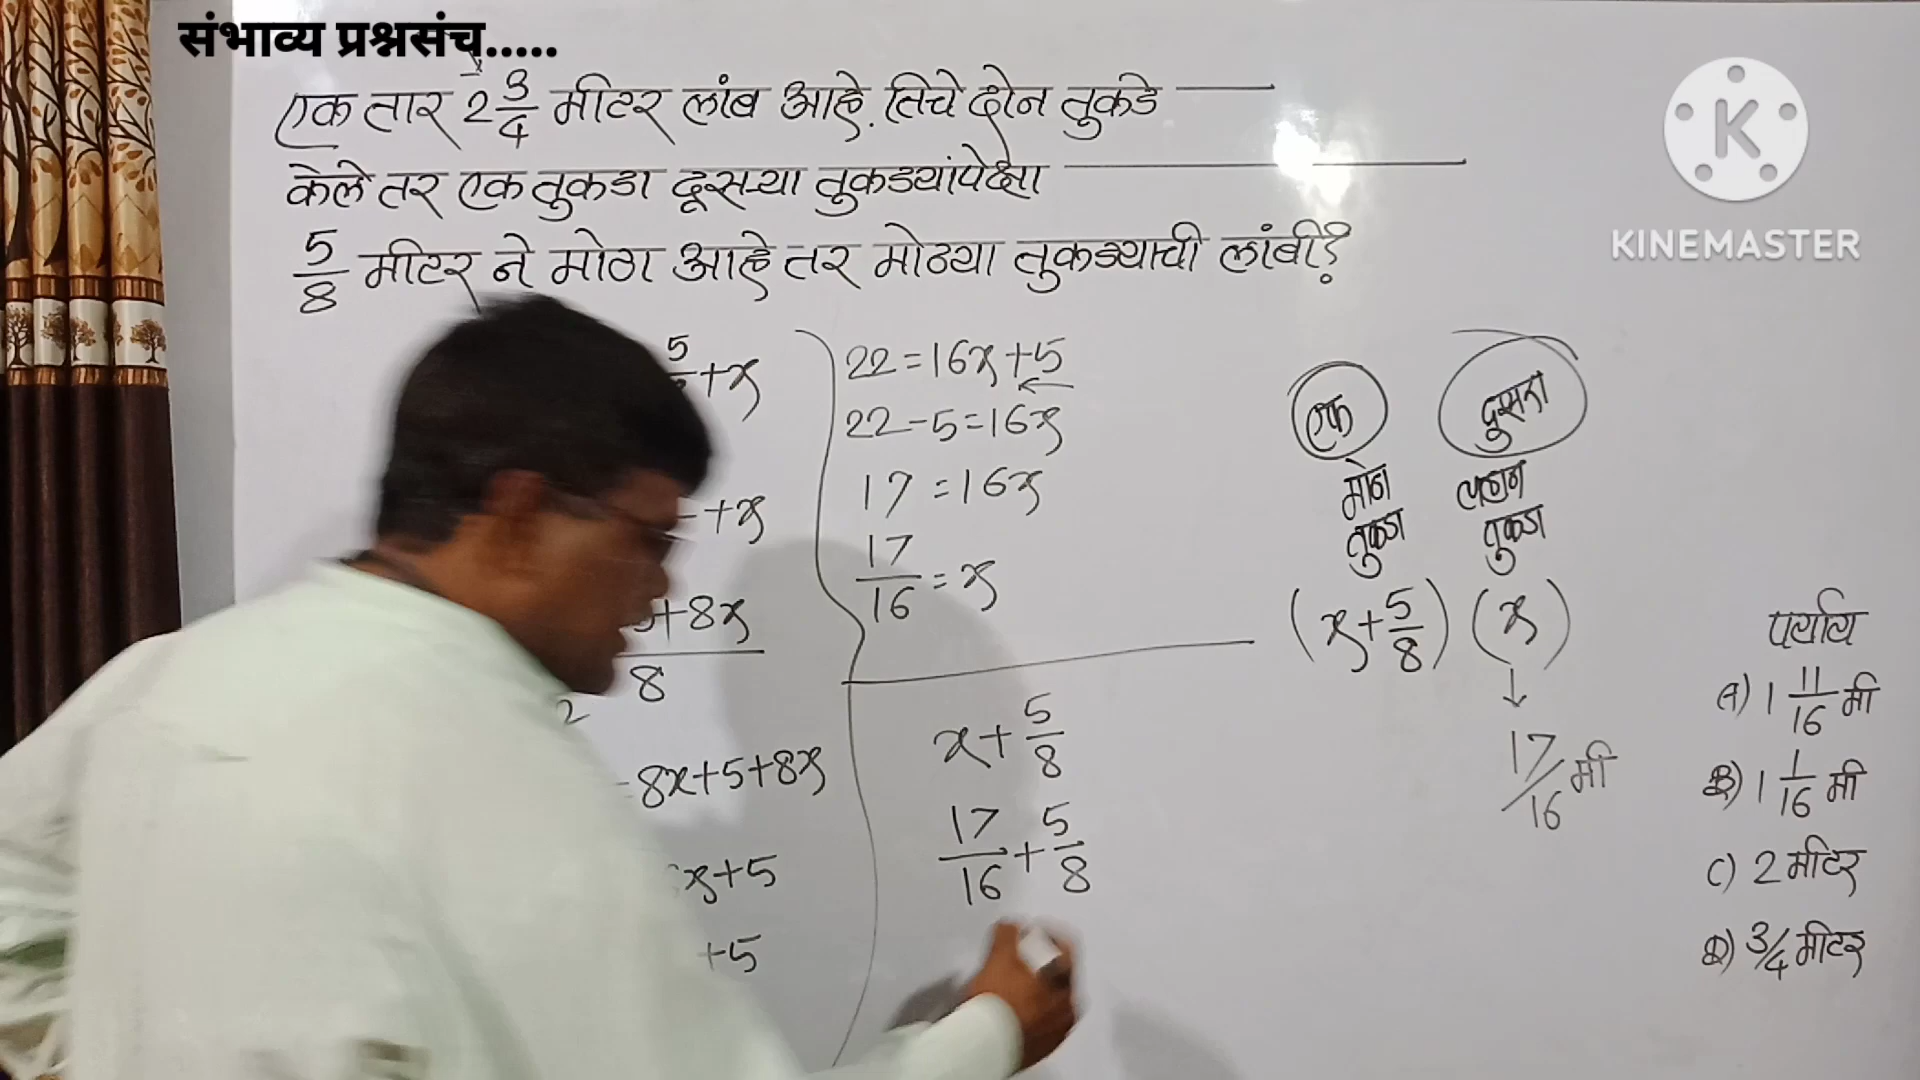 संभाव्य प्रश्नसंच.....
एक तार 2 3/4 मीटर लांब आहे. तिचे दोन तुकडे
केले तर एक तुकडा दूसऱ्या तुकड्यांपेक्षा
5/8 मीटर ने मोठा आहे तर मोठ्या तुकड्याची लांबी?
K
KINEMASTER
5
+x
+x
+8x
8
2
=8x+5+8x
x+5
+5
22=16x+5
22-5=16x
17=16x
17/16=x
x+5/8
17/16+5/8
एक
मोठा
तुकडा
(x+5/8)
दूसरा
लहान
तुकडा
(x)
↓
17/16 मी
पर्याय
A) 1 11/16 मी
B) 1 1/16 मी
C) 2 मीटर
D) 3/4 मीटर